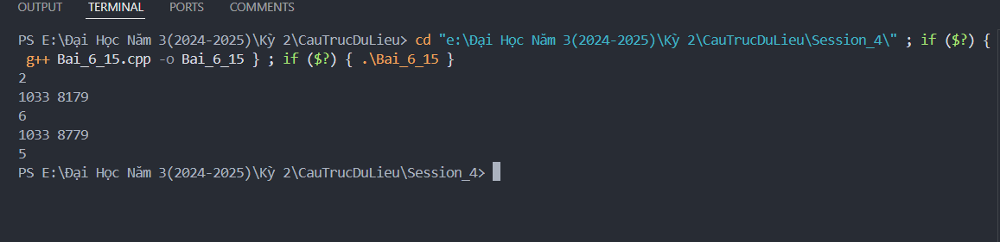 OUTPUT TERMINAL PORTS COMMENTS
PS E:\Đại Học Năm 3(2024-2025)\Kỳ 2\CauTrucDuLieu> cd "e:\Đại Học Năm 3(2024-2025)\Kỳ 2\CauTrucDuLieu\Session_4\" ; if ($?) {
g++ Bai_6_15.cpp -o Bai_6_15 } ; if ($?) { .\Bai_6_15 }
2
1033 8179
6
1033 8779
5
PS E:\Đại Học Năm 3(2024-2025)\Kỳ 2\CauTrucDuLieu\Session_4>